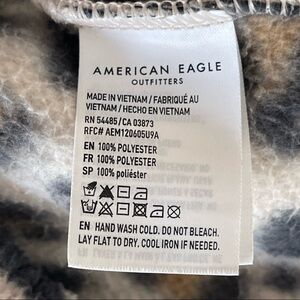 AMERICAN EAGLE
OUTFITTERS
MADE IN VIETNAM / FABRIQUÉ AU
VIETNAM / HECHO EN VIETNAM
RN 54485/ CA 03873
RFC# AEM120605U9A
EN 100% POLYESTER
FR 100% POLYESTER
SP 100% poliéster
EN HAND WASH COLD. DO NOT BLEACH.
LAY FLAT TO DRY. COOL IRON IF NEEDED.